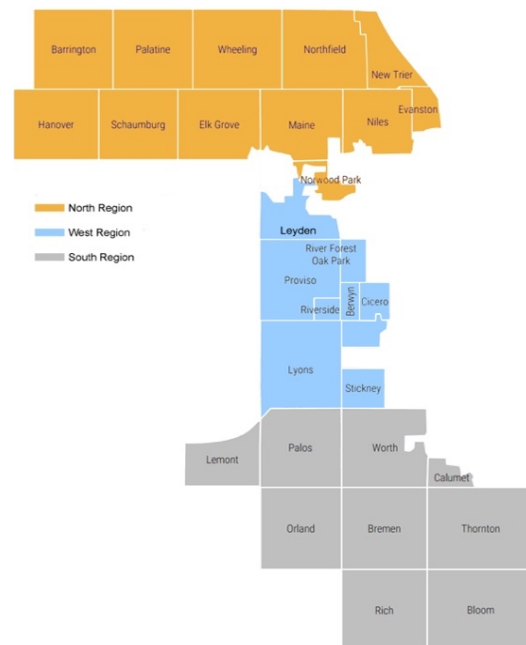 Barrington
Palatine
Wheeling
Northfield
New Trier
Evanston
Hanover
Schaumburg
Elk Grove
Maine
Niles
Norwood Park
North Region
West Region
South Region
Leyden
River Forest
Oak Park
Proviso
Berwyn
Cicero
Riverside
Lyons
Stickney
Lemont
Palos
Worth
Calumet
Orland
Bremen
Thornton
Rich
Bloom